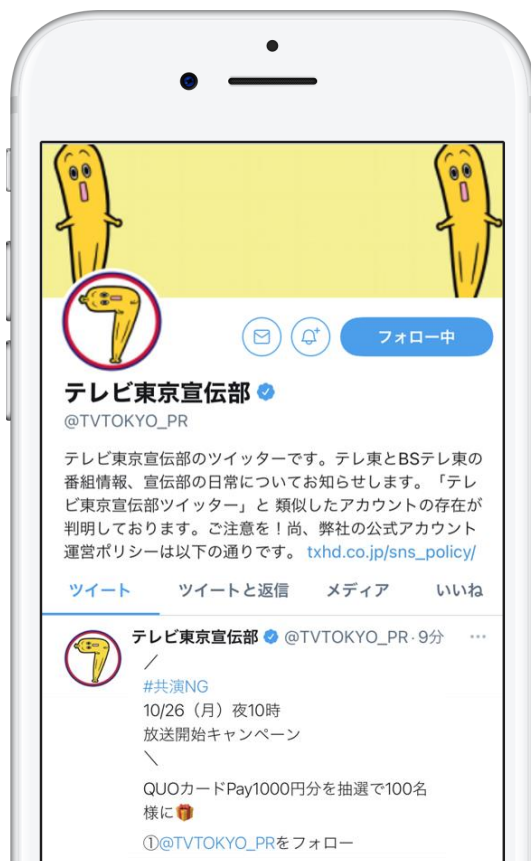 フォロー中
テレビ東京宣伝部
@TVTOKYO_PR
テレビ東京宣伝部のツイッターです。テレ東とBSテレ東の
番組情報、宣伝部の日常についてお知らせします。「テレ
ビ東京宣伝部ツイッター」と 類似したアカウントの存在が
判明しております。ご注意を！尚、弊社の公式アカウント
運営ポリシーは以下の通りです。 txhd.co.jp/sns_policy/
ツイート ツイートと返信 メディア いいね
テレビ東京宣伝部 @TVTOKYO_PR·9分 …
／
#共演NG
10/26（月）夜10時
放送開始キャンペーン
＼
QUOカードPay1000円分を抽選で100名
様に🎁
①@TVTOKYO_PRをフォロー